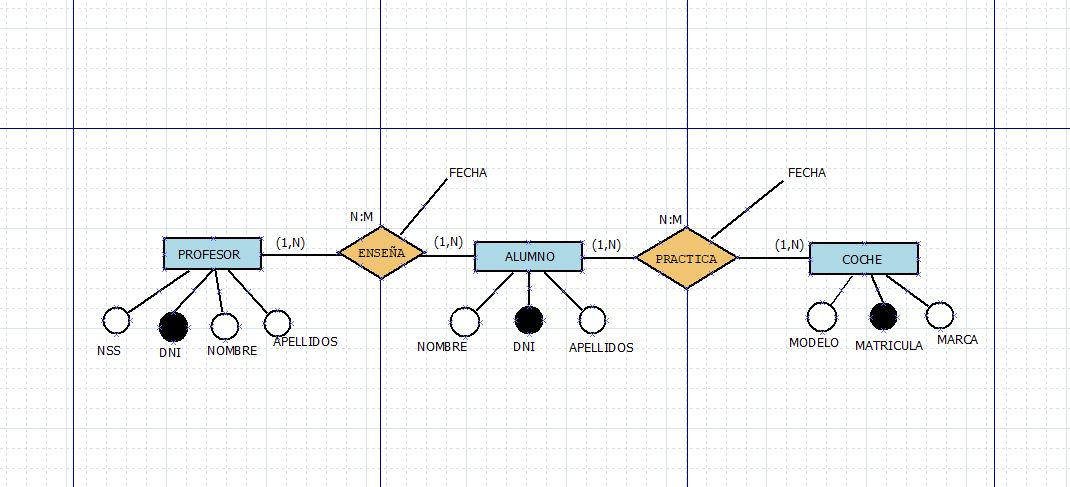 FECHA
FECHA
N:M
N:M
PROFESOR
(1,N)
ENSEÑA
(1,N)
ALUMNO
(1,N)
PRACTICA
(1,N)
COCHE
NSS
DNI
NOMBRE
APELLIDOS
NOMBRE
DNI
APELLIDOS
MODELO
MATRICULA
MARCA